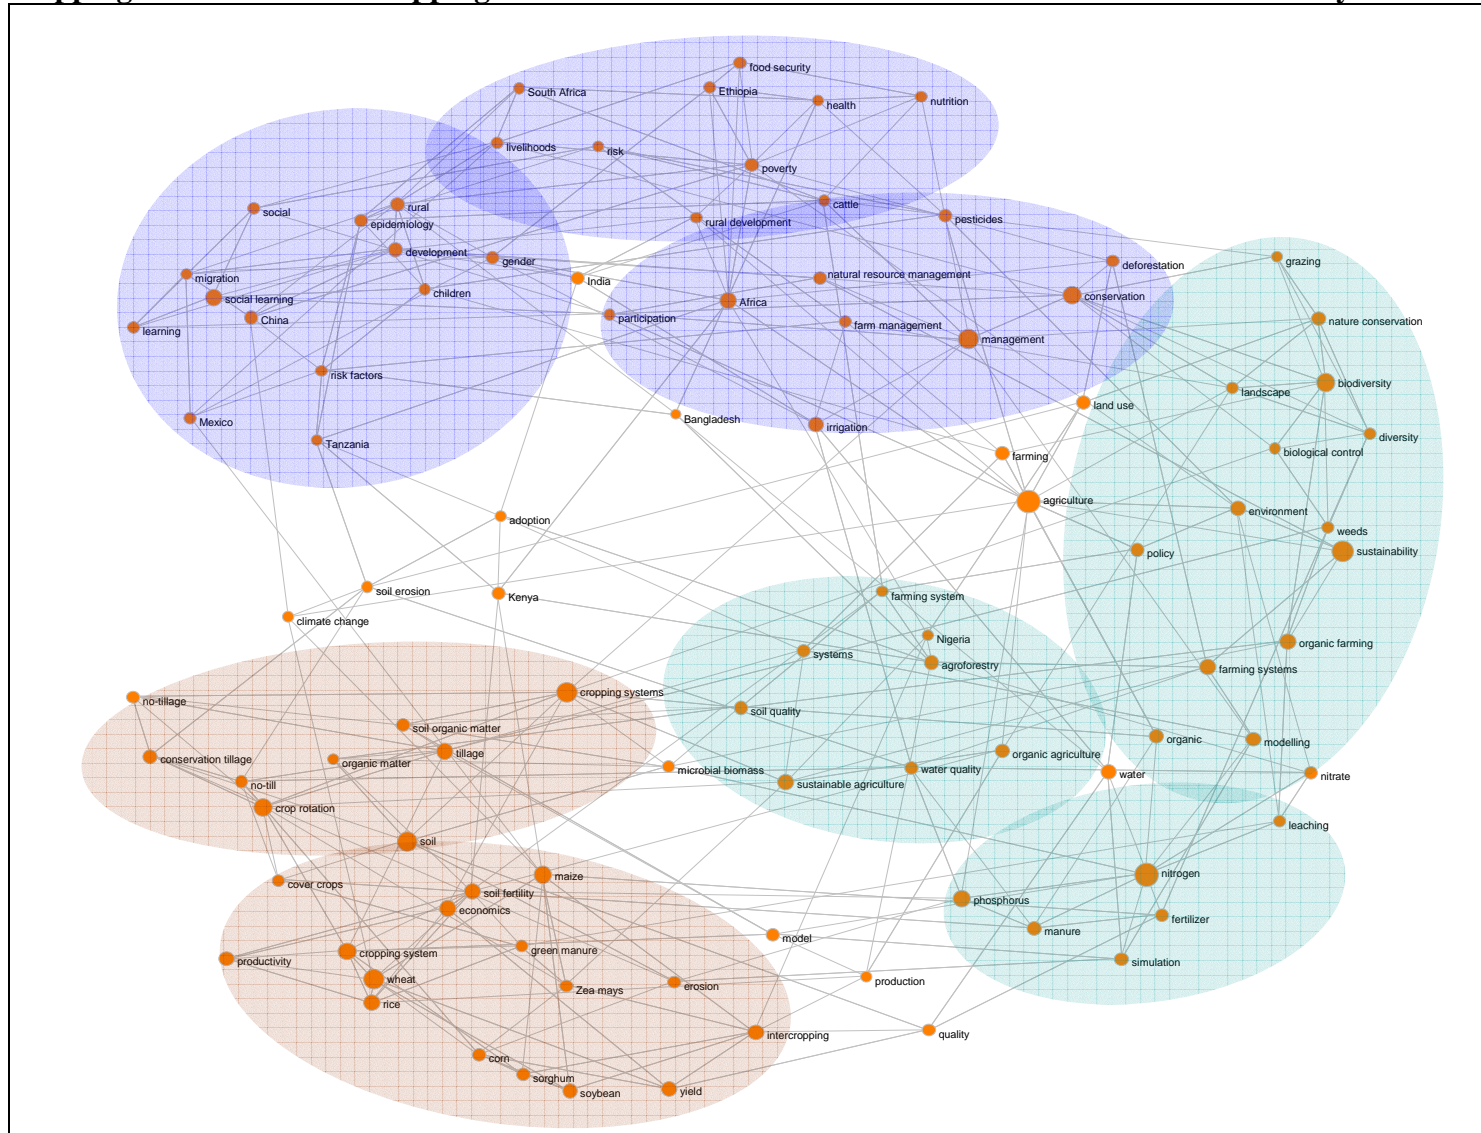 food security
South Africa
Ethiopia
health
nutrition
livelihoods
risk
poverty
rural
social
epidemiology
cattle
rural development
pesticides
development
gender
migration
India
natural resource management
deforestation
grazing
social learning
children
Africa
conservation
learning
China
participation
farm management
nature conservation
management
risk factors
landscape
biodiversity
Mexico
Bangladesh
irrigation
land use
diversity
Tanzania
farming
biological control
agriculture
environment
adoption
weeds
policy
sustainability
soil erosion
Kenya
farming system
climate change
Nigeria
systems
agroforestry
organic farming
farming systems
no-tillage
cropping systems
soil quality
soil organic matter
organic
modelling
conservation tillage
organic matter
tillage
microbial biomass
organic agriculture
water quality
water
nitrate
no-till
sustainable agriculture
crop rotation
leaching
soil
cover crops
maize
nitrogen
soil fertility
economics
phosphorus
fertilizer
manure
model
green manure
cropping system
productivity
simulation
wheat
Zea mays
erosion
production
rice
intercropping
quality
corn
sorghum
soybean
yield